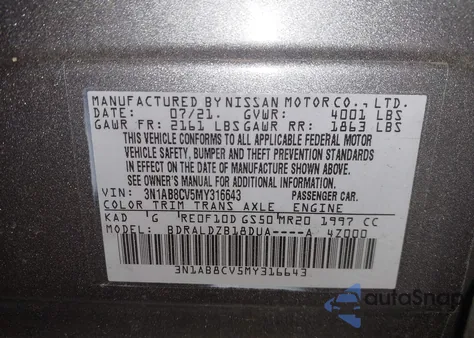 MANUFACTURED BY NISSAN MOTOR CO., LTD.
DATE: 07/21. GVWR: 4001 LBS
GAWR FR: 2161 LBS GAWR RR: 1863 LBS
THIS VEHICLE CONFORMS TO ALL APPLICABLE FEDERAL MOTOR
VEHICLE SAFETY, BUMPER AND THEFT PREVENTION STANDARDS
IN EFFECT ON THE DATE OF MANUFACTURE SHOWN ABOVE.
SEE OWNER'S MANUAL FOR ADDITIONAL INFORMATION
VIN: 3N1AB8CV5MY316643 PASSENGER CAR.
COLOR TRIM TRANS AXLE ENGINE
KAD G RE0F10D GS50 MR20 1997 CC
MODEL: BDRALDZB18DUA----A 4Z000
3N1AB8CV5MY316643
autoSnap